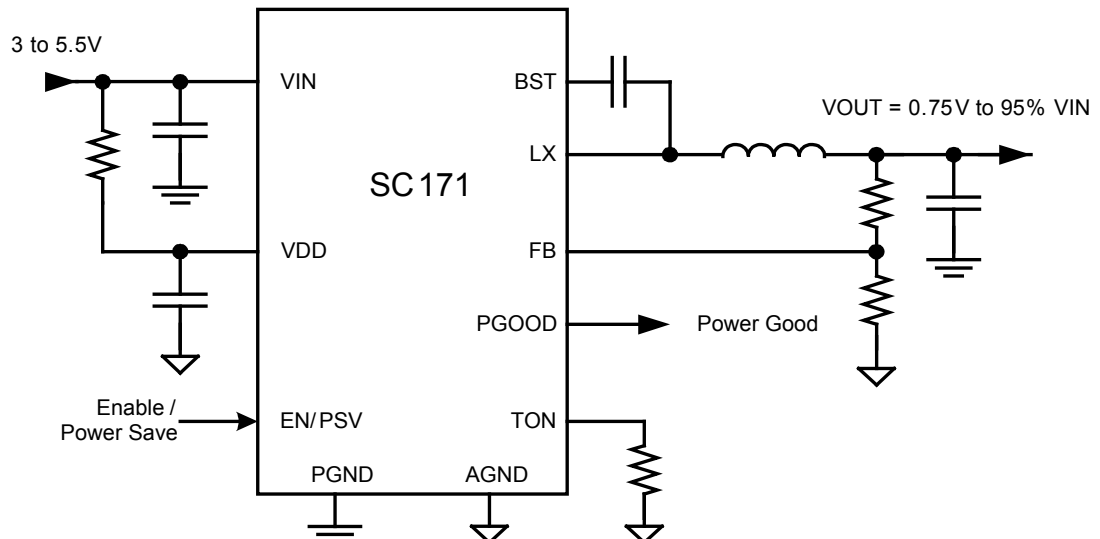 3 to 5.5V
VIN
BST
VOUT = 0.75V to 95% VIN
LX
SC171
VDD
FB
PGOOD
Power Good
Enable /
Power Save
EN/PSV
TON
PGND
AGND